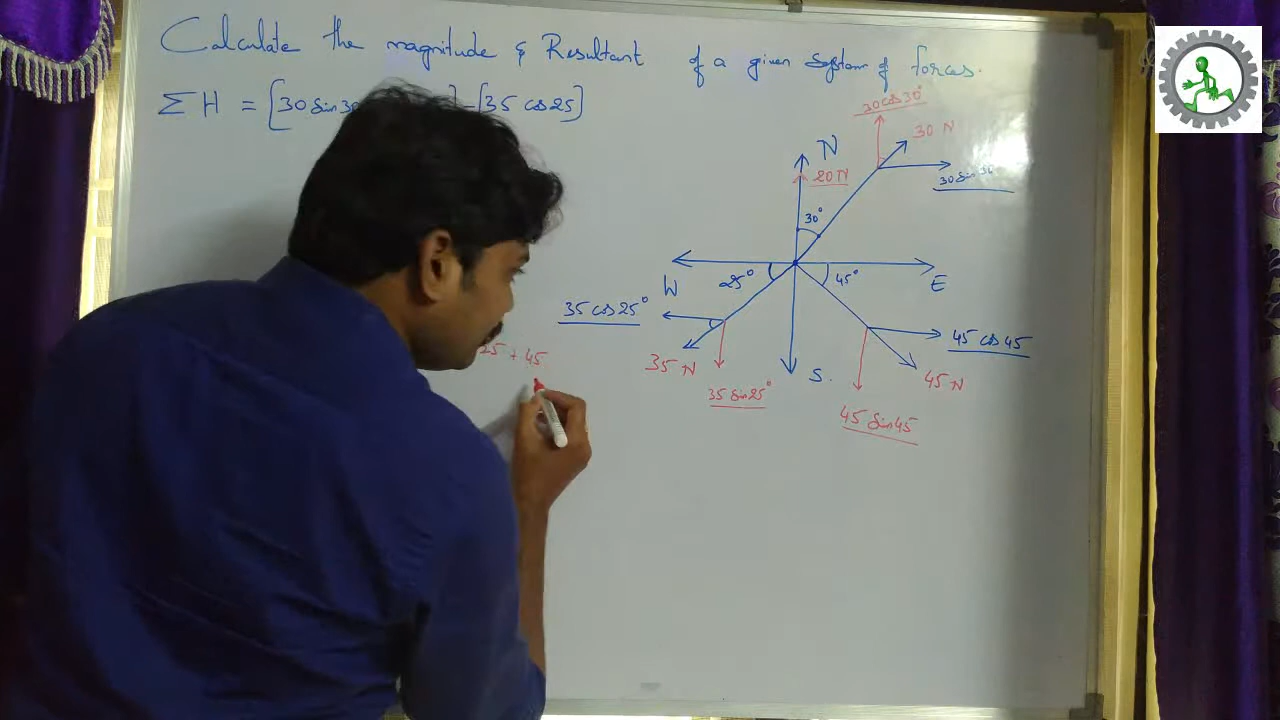 Calculate the magnitude & Resultant of a given System of forces.
Σ H = [30 sin 30 ] - [35 cos 25]
30 cos 30°
30 N
N
20 N
30 sin 30
30°
25°
45°
W
E
35 cos 25°
45 cos 45
25 + 45
35 N
S.
45 N
35 Sin 25°
45 Sin 45